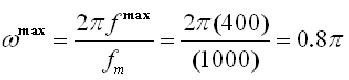 ω^max = 2πf^max / f_m = 2π(400) / (1000) = 0.8π